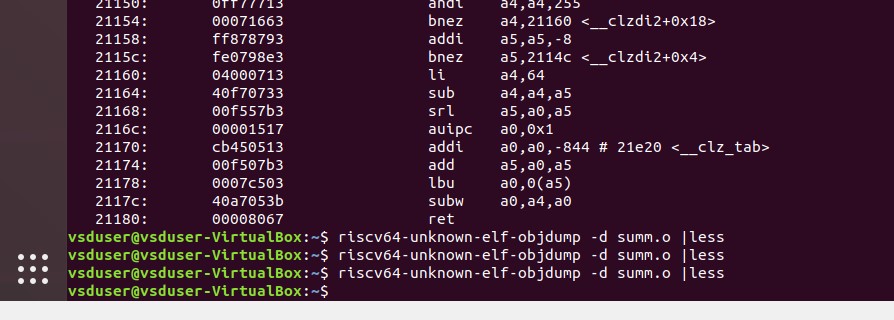 21150: 0ff77713 andi a4,a4,255
21154: 00071663 bnez a4,21160 <__clzdi2+0x18>
21158: ff878793 addi a5,a5,-8
2115c: fe0798e3 bnez a5,2114c <__clzdi2+0x4>
21160: 04000713 li a4,64
21164: 40f70733 sub a4,a4,a5
21168: 00f557b3 srl a5,a0,a5
2116c: 00001517 auipc a0,0x1
21170: cb450513 addi a0,a0,-844 # 21e20 <__clz_tab>
21174: 00f507b3 add a5,a0,a5
21178: 0007c503 lbu a0,0(a5)
2117c: 40a7053b subw a0,a4,a0
21180: 00008067 ret
vsduser@vsduser-VirtualBox:~$ riscv64-unknown-elf-objdump -d summ.o |less
vsduser@vsduser-VirtualBox:~$ riscv64-unknown-elf-objdump -d summ.o |less
vsduser@vsduser-VirtualBox:~$ riscv64-unknown-elf-objdump -d summ.o |less
vsduser@vsduser-VirtualBox:~$